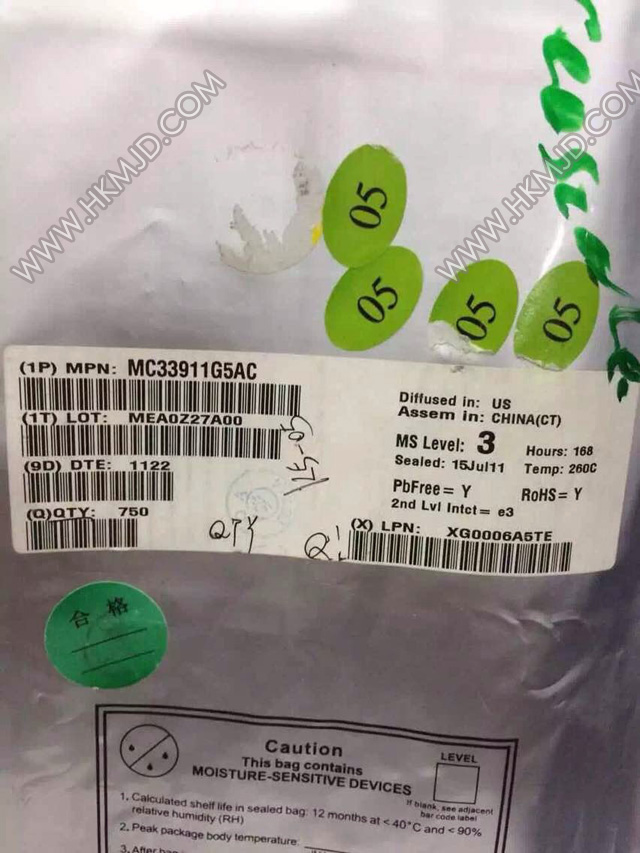 WWW.HKMJD.COM
WWW.HKMJD.COM
05
05
05
05
(1P) MPN: MC33911G5AC
(1T) LOT: MEA0Z27A00
(9D) DTE: 1122
(Q)QTY: 750
Diffused in: US
Assem in: CHINA(CT)
MS Level: 3 Hours: 168
Sealed: 15Jul11 Temp: 260C
PbFree= Y RoHS= Y
2nd Lvl Intct= e3
(X) LPN: XG0006A5TE
QTY
合格
Caution
This bag contains
MOISTURE-SENSITIVE DEVICES
LEVEL
If blank, see adjacent
bar code label
1. Calculated shelf life in sealed bag: 12 months at < 40°C and < 90%
relative humidity (RH)
2. Peak package body temperature:
3. After